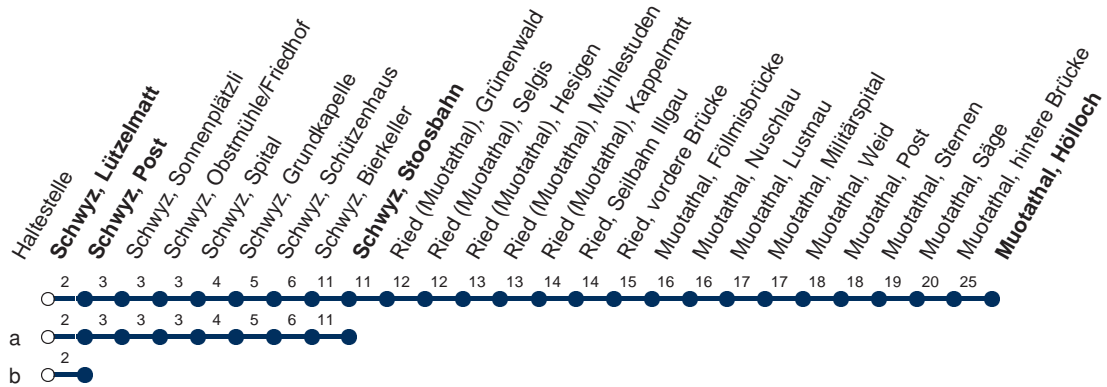 Haltestelle
Schwyz, Lützelmatt
Schwyz, Post
Schwyz, Sonnenplätzli
Schwyz, Obstmühle/Friedhof
Schwyz, Spital
Schwyz, Grundkapelle
Schwyz, Schützenhaus
Schwyz, Bierkeller
Schwyz, Stoosbahn
Ried (Muotathal), Grünenwald
Ried (Muotathal), Selgis
Ried (Muotathal), Hesigen
Ried (Muotathal), Mühlestuden
Ried (Muotathal), Kappelmatt
Ried, Seilbahn Illgau
Ried, vordere Brücke
Muotathal, Föllmisbrücke
Muotathal, Nuschlau
Muotathal, Lustnau
Muotathal, Militärspital
Muotathal, Weid
Muotathal, Post
Muotathal, Sternen
Muotathal, Säge
Muotathal, hintere Brücke
Muotathal, Hölloch
2 3 3 3 4 5 6 11 11 12 12 13 13 14 14 15 16 16 17 17 18 18 19 20 25
a 2 3 3 3 4 5 6 11
b 2